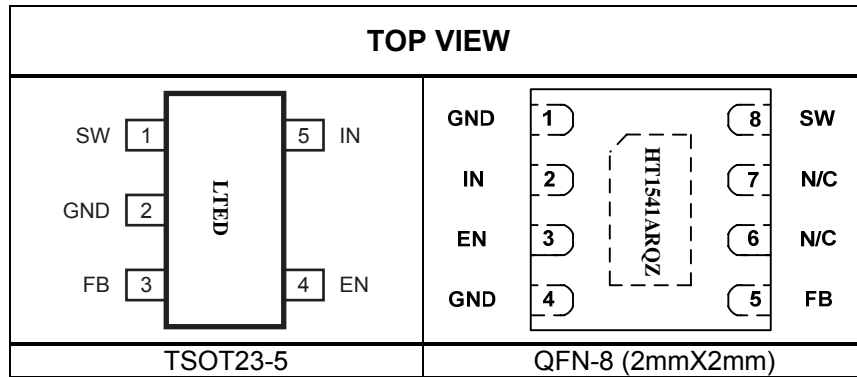 TOP VIEW
SW 1 5 IN
GND 2
FB 3 4 EN
LTED
TSOT23-5
GND 1 8 SW
IN 2 7 N/C
EN 3 6 N/C
GND 4 5 FB
HT1541ARQZ
QFN-8 (2mmX2mm)